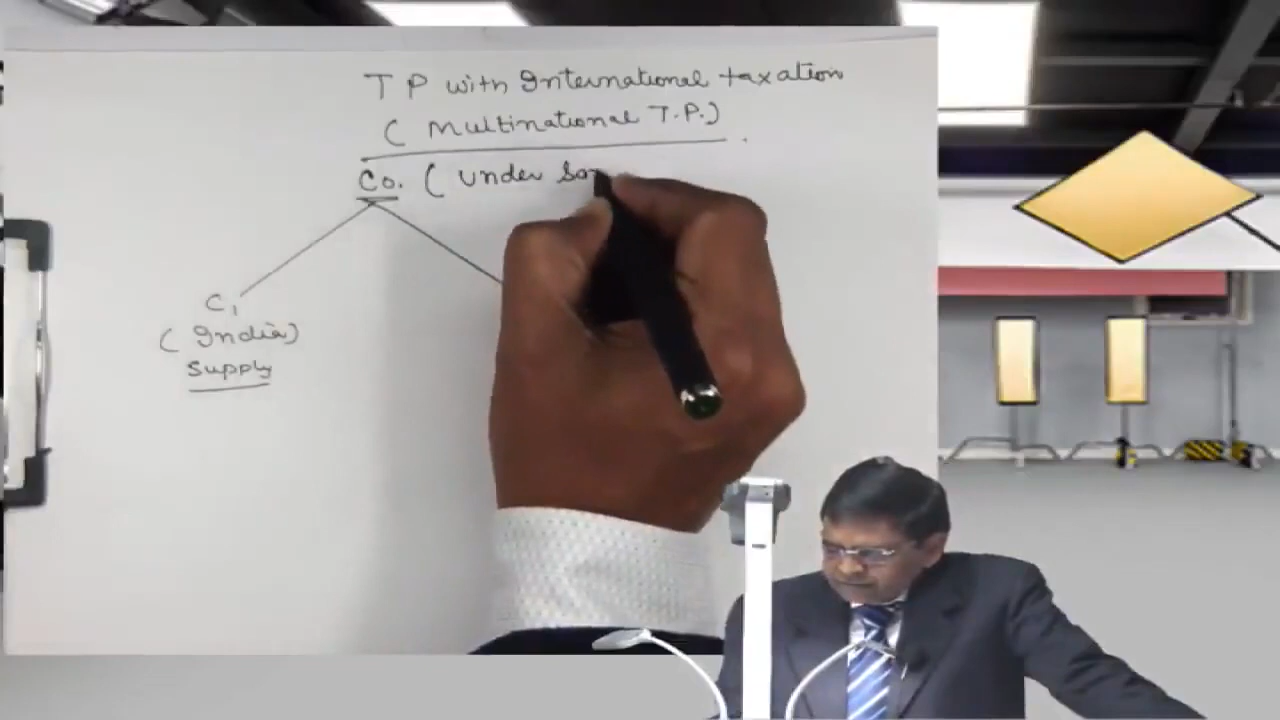 T P with International taxation
( Multinational T.P.)
Co. ( Under
C1
( India)
Supply